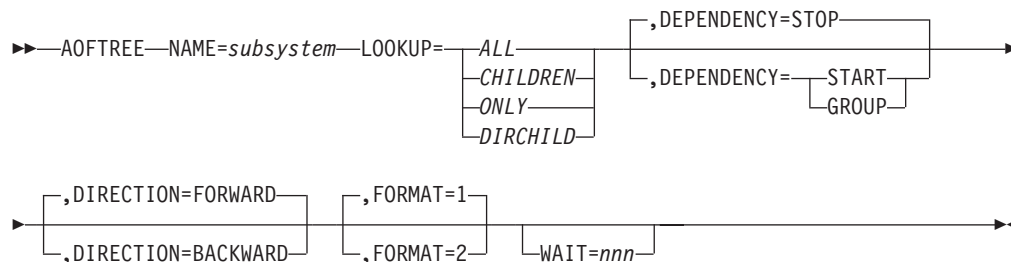 ,DEPENDENCY=STOP
AOFTREE NAME=subsystem LOOKUP= ALL
CHILDREN
ONLY
DIRCHILD
,DEPENDENCY= START
GROUP
,DIRECTION=FORWARD ,FORMAT=1
,DIRECTION=BACKWARD ,FORMAT=2 WAIT=nnn